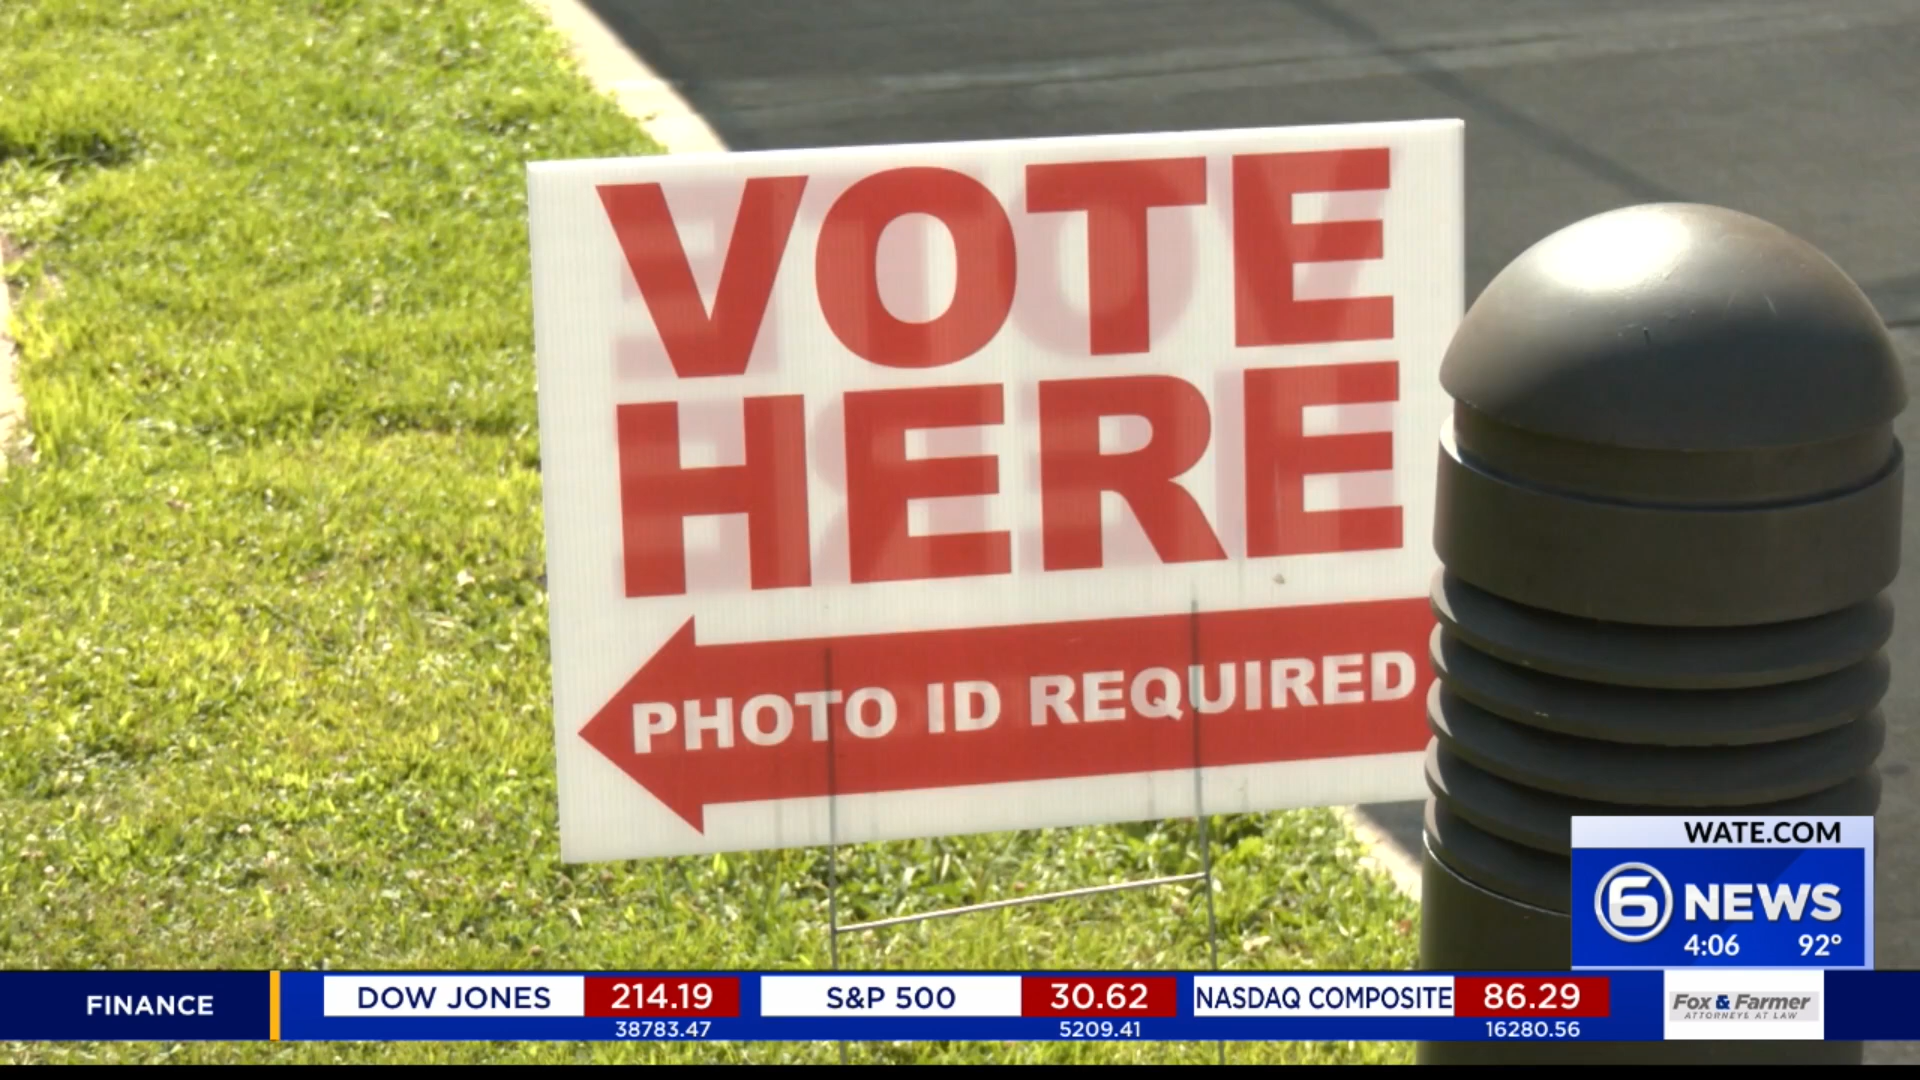 VOTE
HERE
PHOTO ID REQUIRED
WATE.COM
6 NEWS
4:06 92°
FINANCE
DOW JONES 214.19
38783.47
S&P 500 30.62
5209.41
NASDAQ COMPOSITE 86.29
16280.56
Fox & Farmer
ATTORNEYS AT LAW